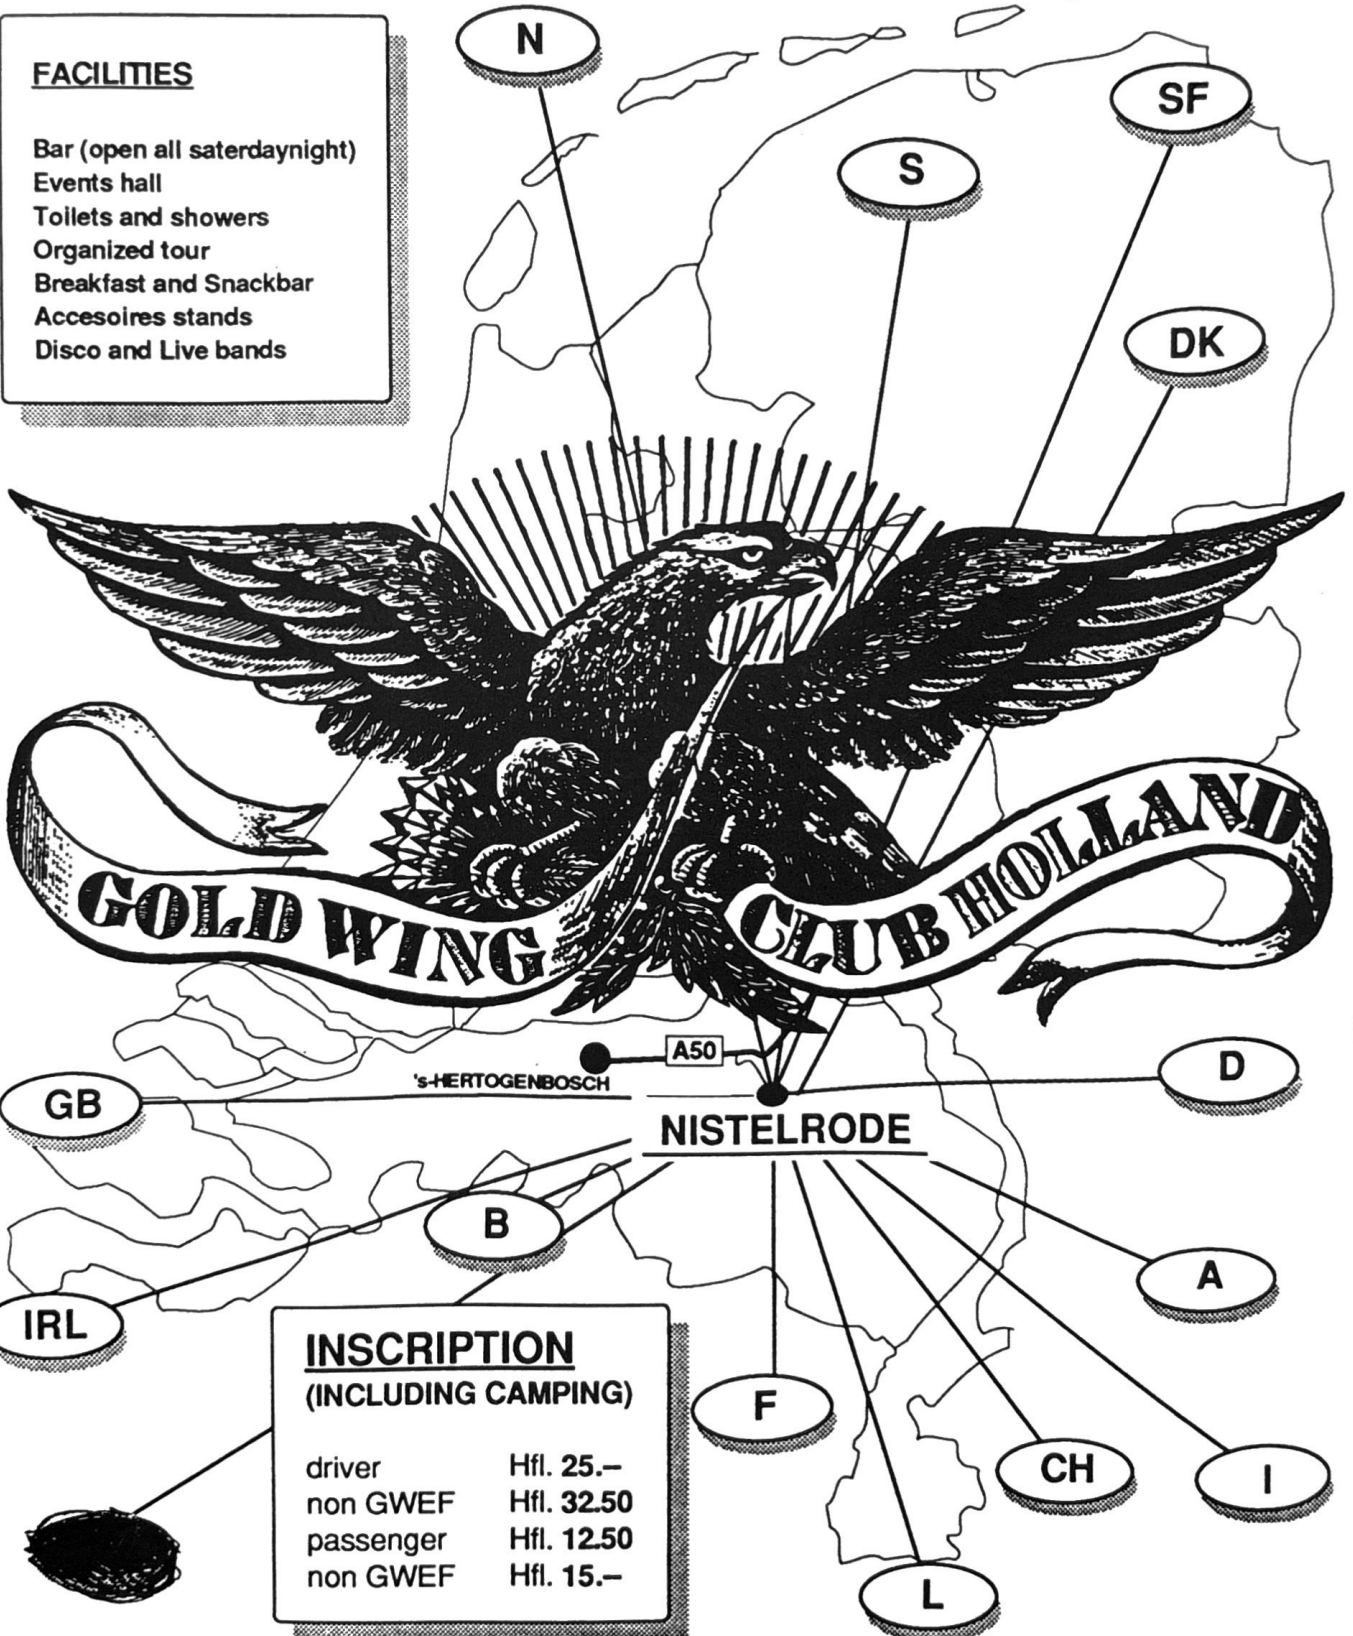 FACILITIES
Bar (open all saterdaynight)
Events hall
Toilets and showers
Organized tour
Breakfast and Snackbar
Accesoires stands
Disco and Live bands
N
SF
S
DK
GOLD WING
CLUB HOLLAND
A50
's-HERTOGENBOSCH
D
GB
NISTELRODE
B
A
IRL
INSCRIPTION
(INCLUDING CAMPING)
driver Hfl. 25.–
non GWEF Hfl. 32.50
passenger Hfl. 12.50
non GWEF Hfl. 15.–
F
CH
I
L